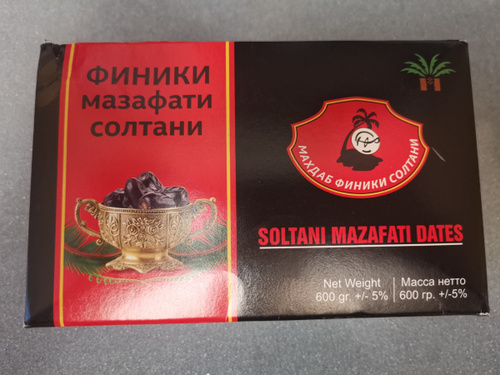 ФИНИКИ
мазафати
солтани
МАХДАБ ФИНИКИ СОЛТАНИ
SOLTANI MAZAFATI DATES
Net Weight
600 gr. +/- 5%
Масса нетто
600 гр. +/-5%